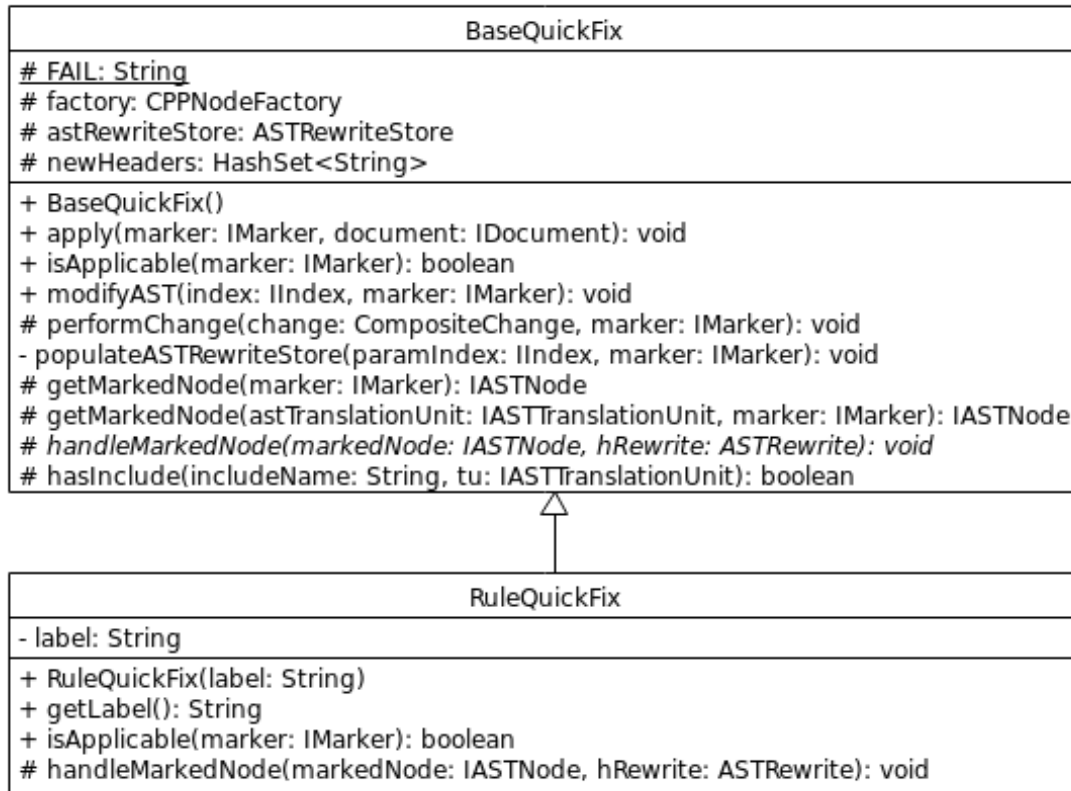 BaseQuickFix
# FAIL: String
# factory: CPPNodeFactory
# astRewriteStore: ASTRewriteStore
# newHeaders: HashSet<String>
+ BaseQuickFix()
+ apply(marker: IMarker, document: IDocument): void
+ isApplicable(marker: IMarker): boolean
+ modifyAST(index: IIndex, marker: IMarker): void
# performChange(change: CompositeChange, marker: IMarker): void
- populateASTRewriteStore(paramIndex: IIndex, marker: IMarker): void
# getMarkedNode(marker: IMarker): IASTNode
# getMarkedNode(astTranslationUnit: IASTTranslationUnit, marker: IMarker): IASTNode
# handleMarkedNode(markedNode: IASTNode, hRewrite: ASTRewrite): void
# hasInclude(includeName: String, tu: IASTTranslationUnit): boolean
RuleQuickFix
- label: String
+ RuleQuickFix(label: String)
+ getLabel(): String
+ isApplicable(marker: IMarker): boolean
# handleMarkedNode(markedNode: IASTNode, hRewrite: ASTRewrite): void